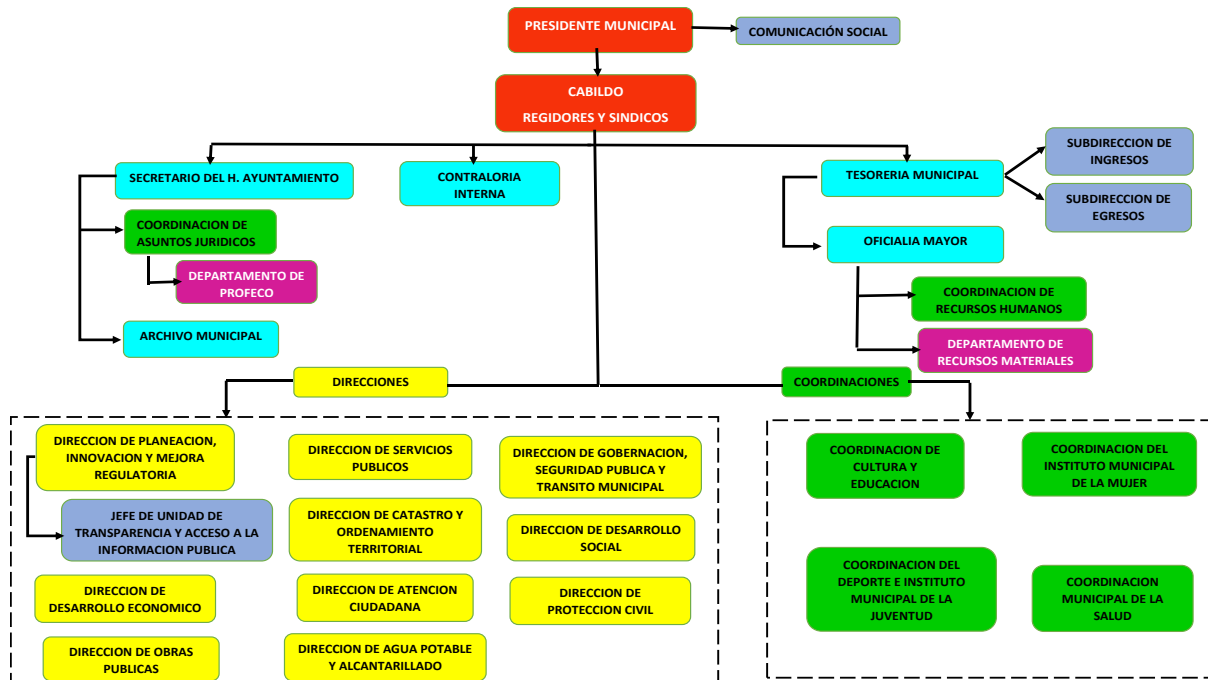 PRESIDENTE MUNICIPAL
COMUNICACIÓN SOCIAL
CABILDO
REGIDORES Y SINDICOS
SECRETARIO DEL H. AYUNTAMIENTO
CONTRALORIA
INTERNA
TESORERIA MUNICIPAL
SUBDIRECCION DE
INGRESOS
SUBDIRECCION DE
EGRESOS
COORDINACION DE
ASUNTOS JURIDICOS
DEPARTAMENTO DE
PROFECO
ARCHIVO MUNICIPAL
OFICIALIA MAYOR
COORDINACION DE
RECURSOS HUMANOS
DEPARTAMENTO DE
RECURSOS MATERIALES
DIRECCIONES
COORDINACIONES
DIRECCION DE PLANEACION,
INNOVACION Y MEJORA
REGULATORIA
JEFE DE UNIDAD DE
TRANSPARENCIA Y ACCESO A LA
INFORMACION PUBLICA
DIRECCION DE
DESARROLLO ECONOMICO
DIRECCION DE OBRAS
PUBLICAS
DIRECCION DE SERVICIOS
PUBLICOS
DIRECCION DE CATASTRO Y
ORDENAMIENTO
TERRITORIAL
DIRECCION DE ATENCION
CIUDADANA
DIRECCION DE AGUA POTABLE
Y ALCANTARILLADO
DIRECCION DE GOBERNACION,
SEGURIDAD PUBLICA Y
TRANSITO MUNICIPAL
DIRECCION DE DESARROLLO
SOCIAL
DIRECCION DE
PROTECCION CIVIL
COORDINACION DE
CULTURA Y
EDUCACION
COORDINACION DEL
INSTITUTO MUNICIPAL
DE LA MUJER
COORDINACION DEL
DEPORTE E INSTITUTO
MUNICIPAL DE LA
JUVENTUD
COORDINACION
MUNICIPAL DE LA
SALUD